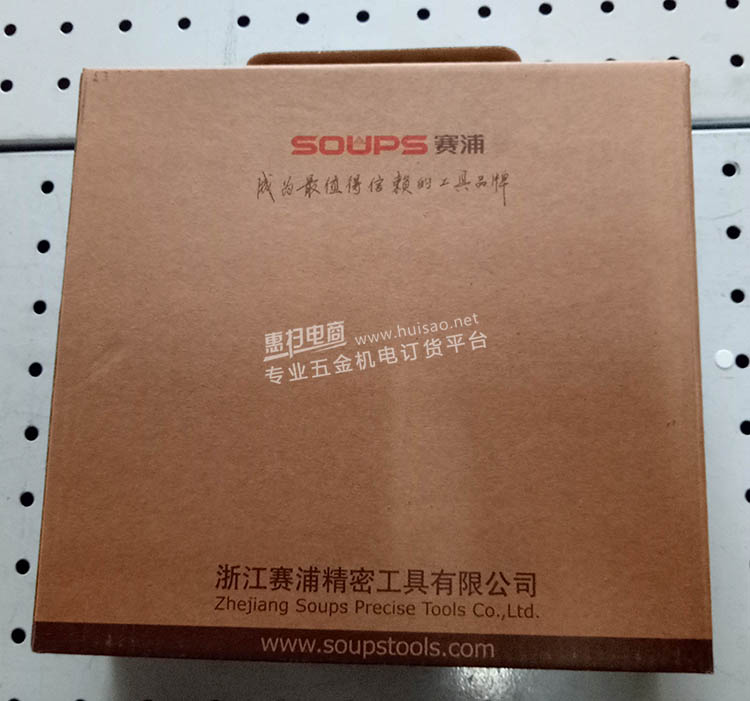 SOUPS 赛浦
成为最值得信赖的工具品牌
惠扫电商 www.huisao.net
专业五金机电订货平台
浙江赛浦精密工具有限公司
Zhejiang Soups Precise Tools Co.,Ltd.
www.soupstools.com